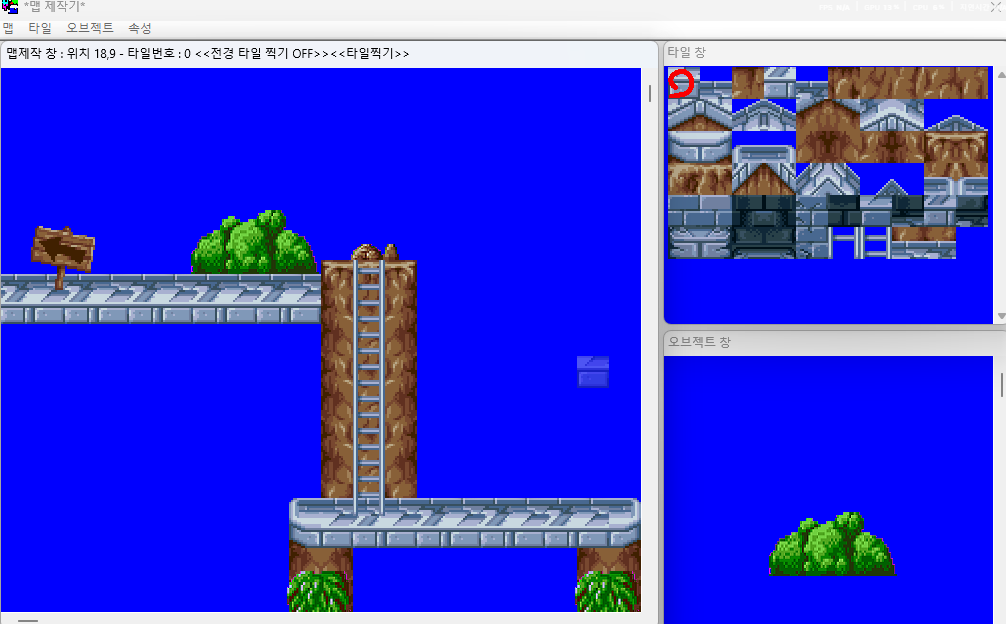 *맵 제작기*
맵 타일 오브젝트 속성
맵제작 창 : 위치 18,9 - 타일번호 : 0 <<전경 타일 찍기 OFF>><<타일찍기>>
타일 창
오브젝트 창